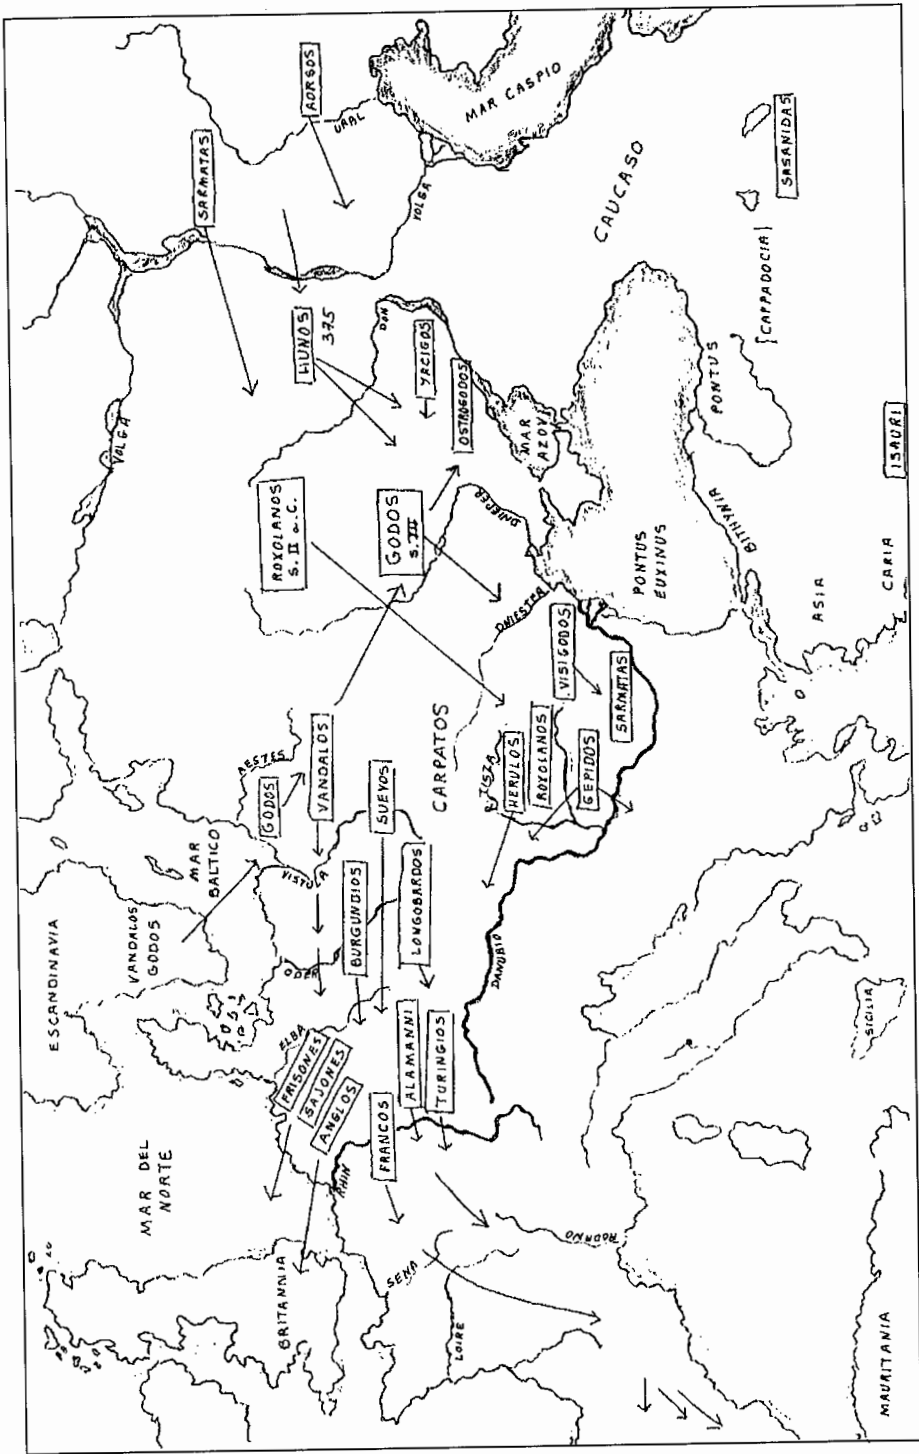 ESCANDINAVIA
MAR DEL
NORTE
BRITANNIA
VANDALOS
GODOS
MAR
BALTICO
AESTES
GODOS
VANDALOS
VISTULA
ODER
ELBA
FRISONES
SAJONES
ANGLOS
RHIN
FRANCOS
BURGUNDIOS
SUEVOS
LONGOBARDOS
ALAMANNI
TURINGIOS
SENA
LOIRE
RODANO
DANUBIO
CARPATOS
TISZA
HERULOS
ROXOLANOS
GEPIDOS
VISIGODOS
SARMATAS
DNIESTER
DNIEPER
ROXOLANOS
S. II a.C.
GODOS
S. III
VOLGA
SARMATAS
AORSOS
URAL
HUNOS
375
DON
YACIGOS
OSTROGODOS
VOLGA
MAR CASPIO
MAR
AZOV
CAUCASO
PONTUS
EUXINUS
PONTUS
[CAPPADOCIA]
SASANIDAS
BITHYNIA
ASIA
CARIA
ISAURI
SICILIA
MAURITANIA